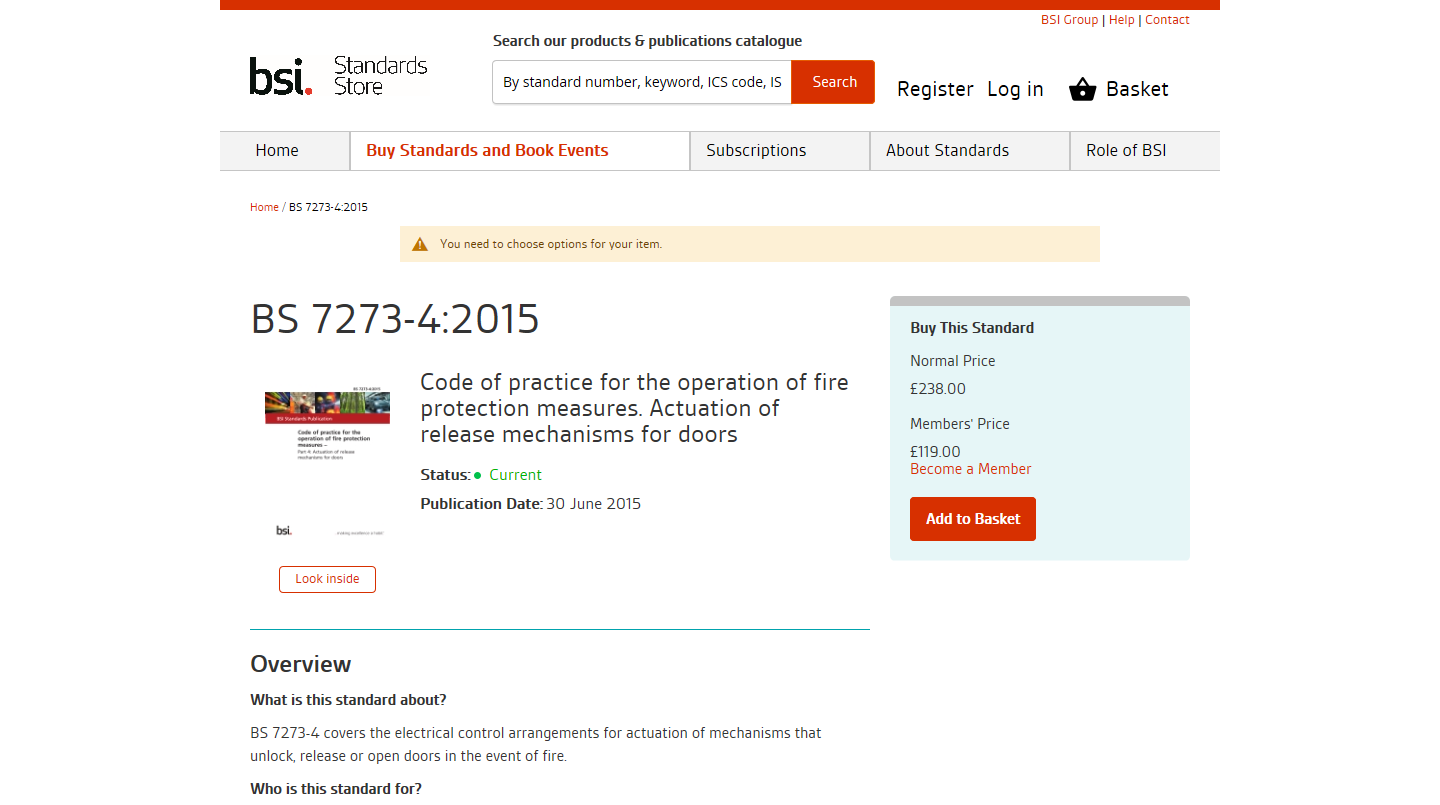 BSI Group | Help | Contact
Search our products & publications catalogue
bsi. Standards Store
By standard number, keyword, ICS code, IS
Search
Register
Log in
Basket
Home
Buy Standards and Book Events
Subscriptions
About Standards
Role of BSI
Home / BS 7273-4:2015
You need to choose options for your item.
BS 7273-4:2015
BS 7273-4:2015
BSI Standards Publication
Code of practice for the
operation of fire protection
measures –
Part 4: Actuation of release
mechanisms for doors
bsi.
Look inside
Code of practice for the operation of fire
protection measures. Actuation of
release mechanisms for doors
Status: Current
Publication Date: 30 June 2015
Buy This Standard
Normal Price
£238.00
Members' Price
£119.00
Become a Member
Add to Basket
Overview
What is this standard about?
BS 7273-4 covers the electrical control arrangements for actuation of mechanisms that
unlock, release or open doors in the event of fire.
Who is this standard for?